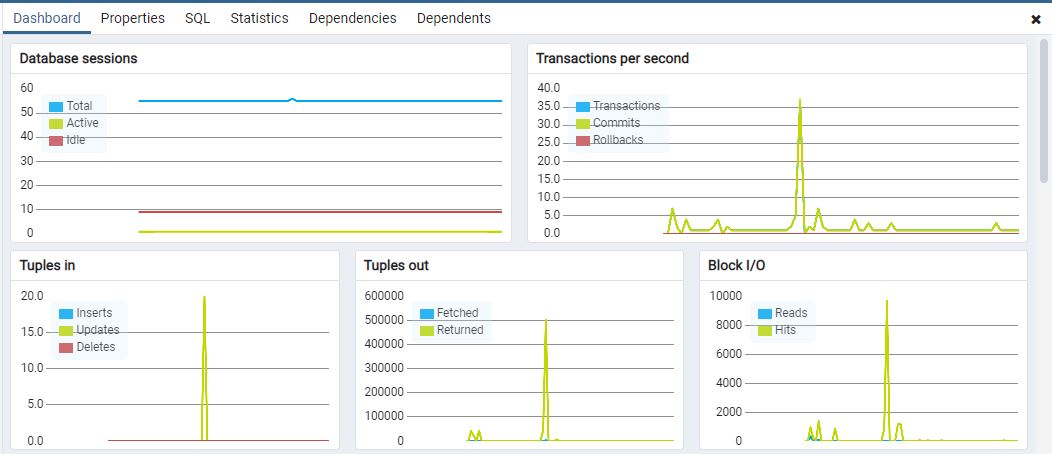 Dashboard Properties SQL Statistics Dependencies Dependents
Database sessions
60
50
40
30
20
10
0
Total
Active
Idle
Transactions per second
40.0
35.0
30.0
25.0
20.0
15.0
10.0
5.0
0.0
Transactions
Commits
Rollbacks
Tuples in
20.0
15.0
10.0
5.0
0.0
Inserts
Updates
Deletes
Tuples out
600000
500000
400000
300000
200000
100000
0
Fetched
Returned
Block I/O
10000
8000
6000
4000
2000
0
Reads
Hits